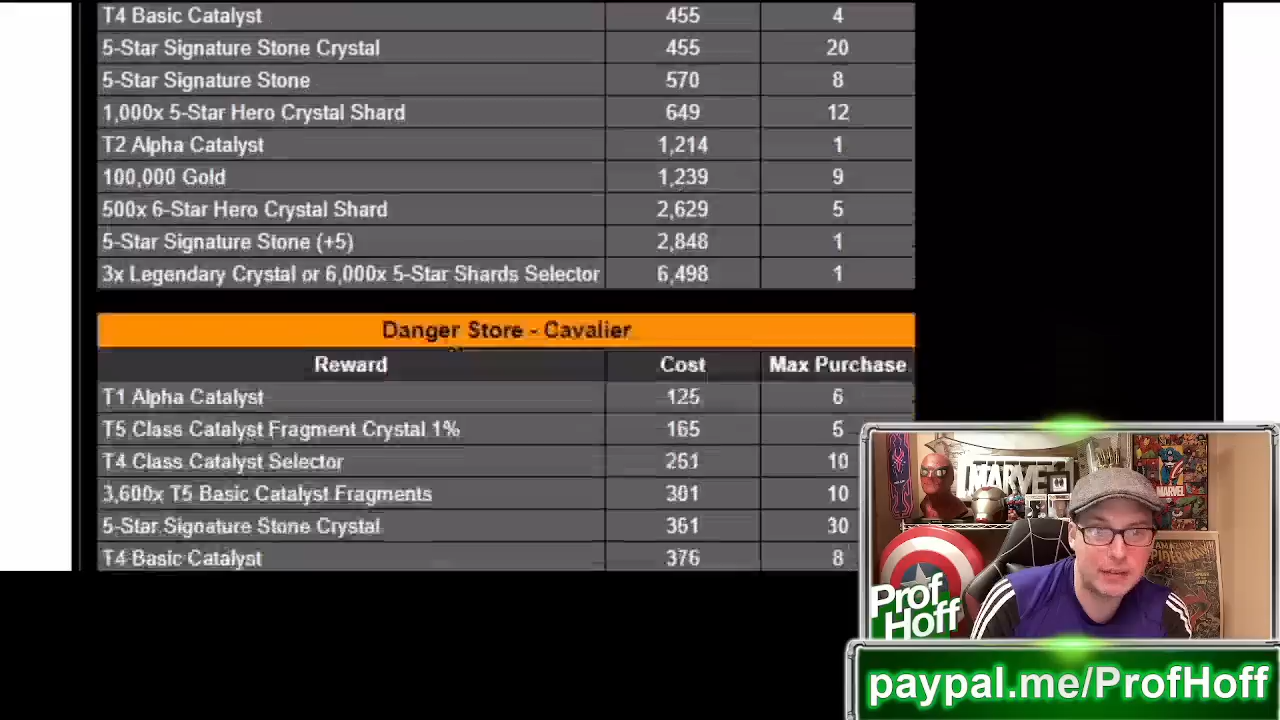 T4 Basic Catalyst 455 4
5-Star Signature Stone Crystal 455 20
5-Star Signature Stone 570 8
1,000x 5-Star Hero Crystal Shard 649 12
T2 Alpha Catalyst 1,214 1
100,000 Gold 1,239 9
500x 6-Star Hero Crystal Shard 2,629 5
5-Star Signature Stone (+5) 2,848 1
3x Legendary Crystal or 6,000x 5-Star Shards Selector 6,498 1
Danger Store - Cavalier
Reward Cost Max Purchase
T1 Alpha Catalyst 125 6
T5 Class Catalyst Fragment Crystal 1% 165 5
T4 Class Catalyst Selector 251 10
3,600x T5 Basic Catalyst Fragments 301 10
5-Star Signature Stone Crystal 361 30
T4 Basic Catalyst 376 8
MARVEL
MARVEL
AMAZING
SPIDER-MAN
Prof
Hoff
paypal.me/ProfHoff